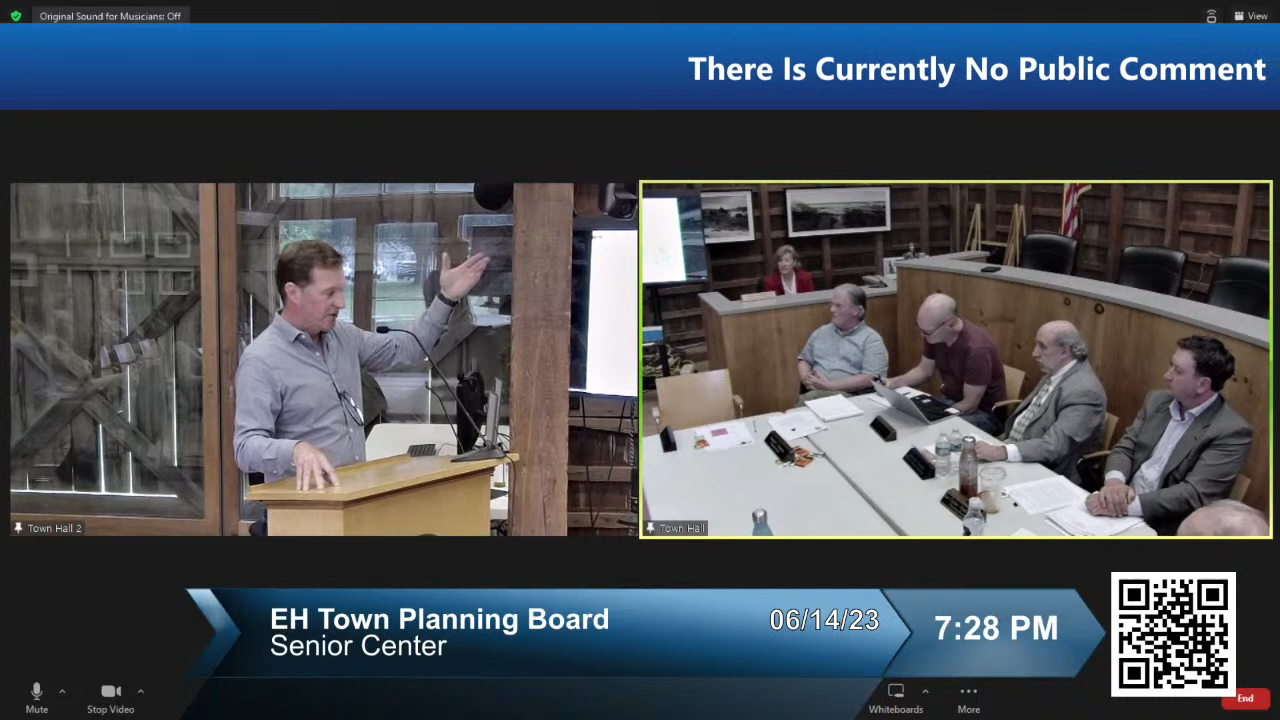 Original Sound for Musicians: Off
View
There Is Currently No Public Comment
Town Hall 2
Town Hall
EH Town Planning Board
Senior Center
06/14/23
7:28 PM
Mute
Stop Video
Whiteboards
More
End